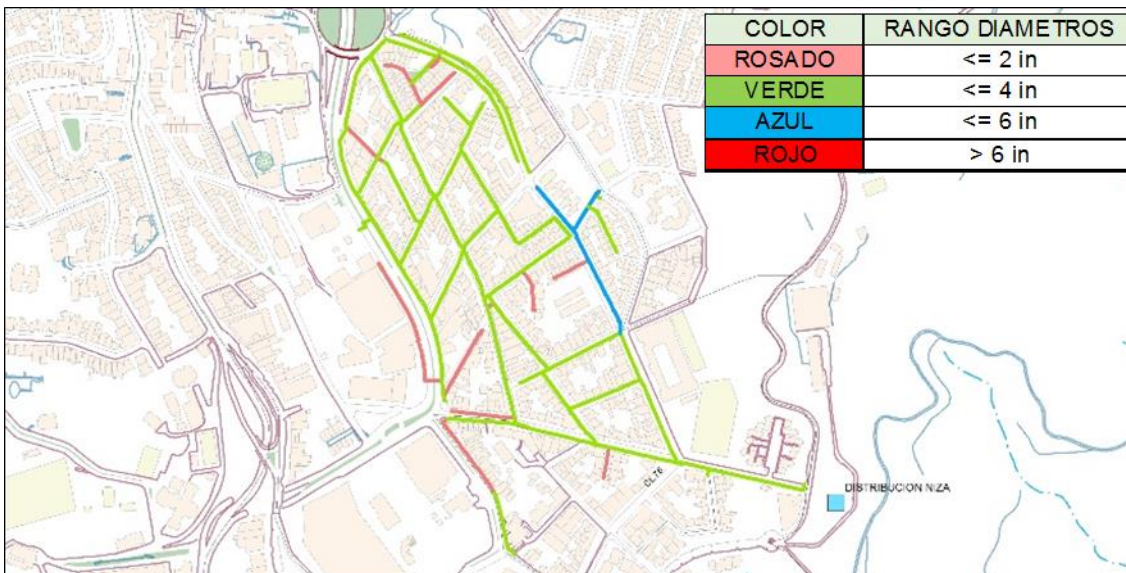 COLOR RANGO DIAMETROS
ROSADO <= 2 in
VERDE <= 4 in
AZUL <= 6 in
ROJO > 6 in
CL76
DISTRIBUCION NIZA